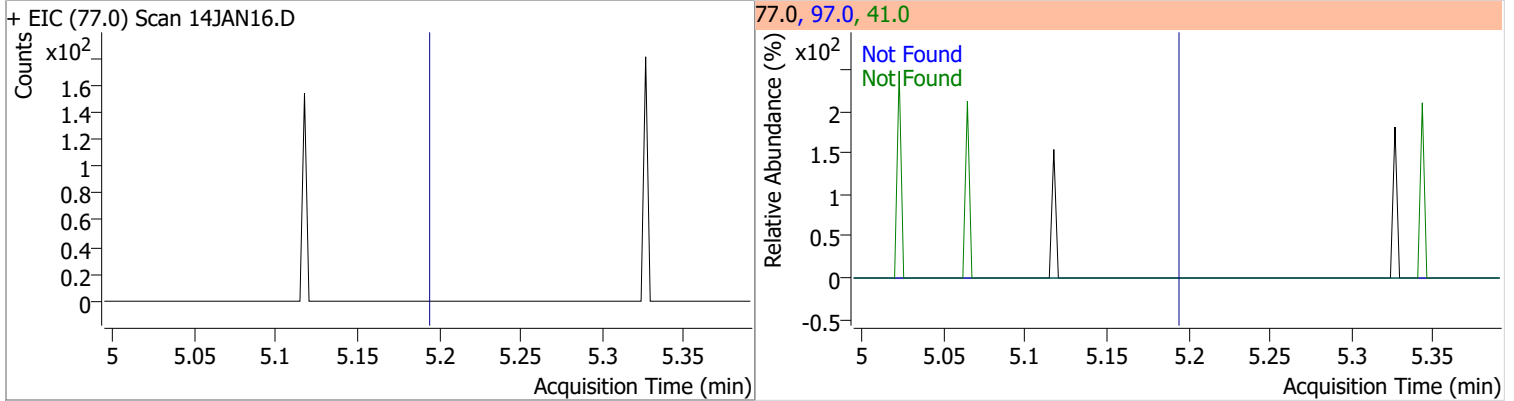 + EIC (77.0) Scan 14JAN16.D
Counts
x10²
1.6
1.4
1.2
1
0.8
0.6
0.4
0.2
0
5 5.05 5.1 5.15 5.2 5.25 5.3 5.35
Acquisition Time (min)
77.0, 97.0, 41.0
Relative Abundance (%)
x10²
Not Found
Not Found
2
1.5
1
0.5
0
-0.5
5 5.05 5.1 5.15 5.2 5.25 5.3 5.35
Acquisition Time (min)